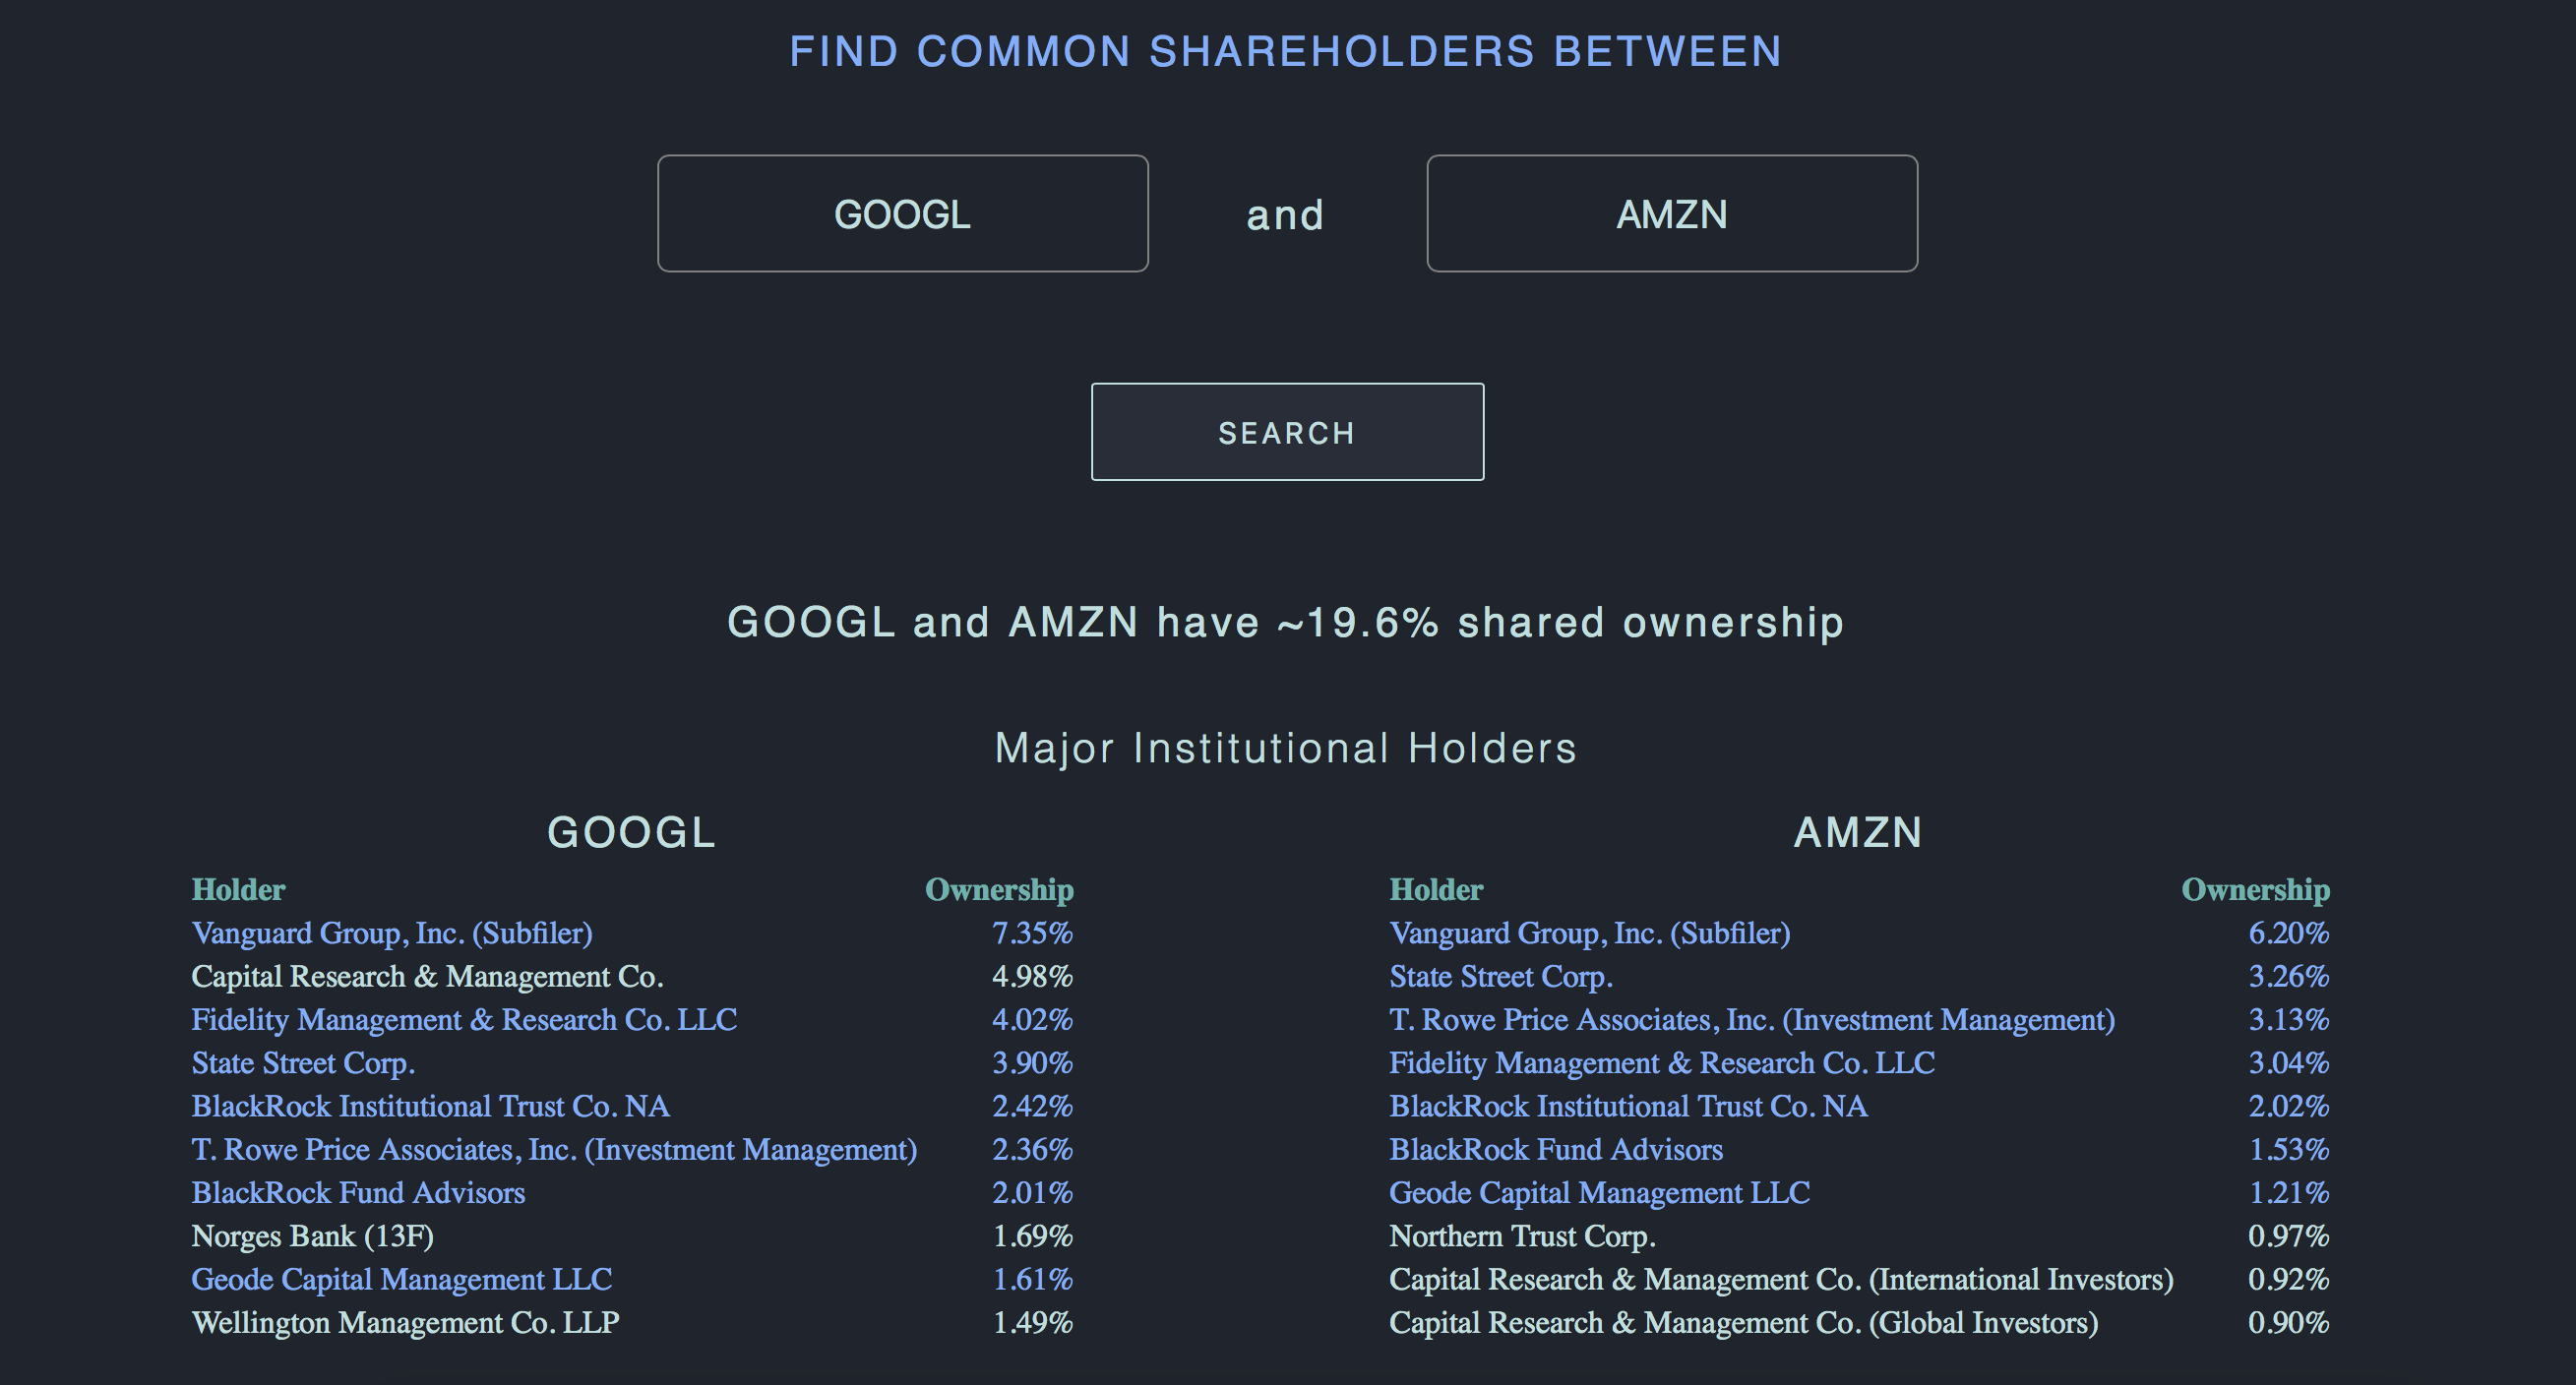 FIND COMMON SHAREHOLDERS BETWEEN
GOOGL and AMZN
SEARCH
GOOGL and AMZN have ~19.6% shared ownership
Major Institutional Holders
GOOGL
Holder Ownership
Vanguard Group, Inc. (Subfiler) 7.35%
Capital Research & Management Co. 4.98%
Fidelity Management & Research Co. LLC 4.02%
State Street Corp. 3.90%
BlackRock Institutional Trust Co. NA 2.42%
T. Rowe Price Associates, Inc. (Investment Management) 2.36%
BlackRock Fund Advisors 2.01%
Norges Bank (13F) 1.69%
Geode Capital Management LLC 1.61%
Wellington Management Co. LLP 1.49%
AMZN
Holder Ownership
Vanguard Group, Inc. (Subfiler) 6.20%
State Street Corp. 3.26%
T. Rowe Price Associates, Inc. (Investment Management) 3.13%
Fidelity Management & Research Co. LLC 3.04%
BlackRock Institutional Trust Co. NA 2.02%
BlackRock Fund Advisors 1.53%
Geode Capital Management LLC 1.21%
Northern Trust Corp. 0.97%
Capital Research & Management Co. (International Investors) 0.92%
Capital Research & Management Co. (Global Investors) 0.90%